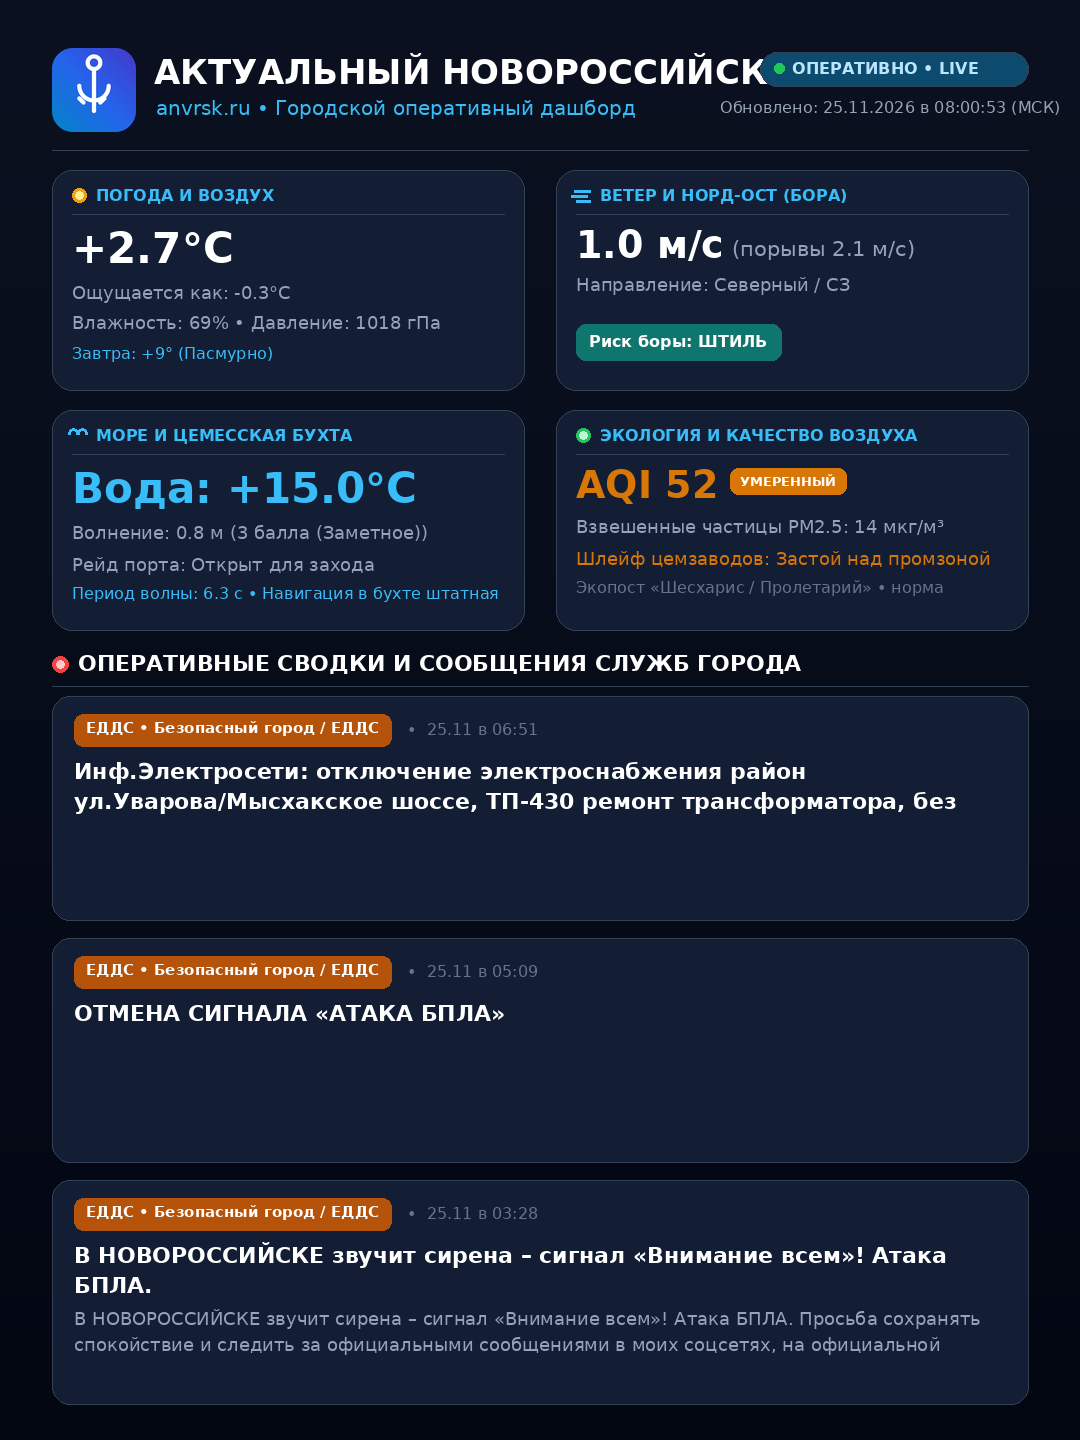 АКТУАЛЬНЫЙ НОВОРОССИЙСК
ОПЕРАТИВНО • LIVE
anvrsk.ru • Городской оперативный дашборд
Обновлено: 25.11.2026 в 08:00:53 (МСК)
ПОГОДА И ВОЗДУХ
+2.7°C
Ощущается как: -0.3°C
Влажность: 69% • Давление: 1018 гПа
Завтра: +9° (Пасмурно)
ВЕТЕР И НОРД-ОСТ (БОРА)
1.0 м/с (порывы 2.1 м/с)
Направление: Северный / СЗ
Риск боры: ШТИЛЬ
МОРЕ И ЦЕМЕССКАЯ БУХТА
Вода: +15.0°C
Волнение: 0.8 м (3 балла (Заметное))
Рейд порта: Открыт для захода
Период волны: 6.3 с • Навигация в бухте штатная
ЭКОЛОГИЯ И КАЧЕСТВО ВОЗДУХА
AQI 52 УМЕРЕННЫЙ
Взвешенные частицы PM2.5: 14 мкг/м³
Шлейф цемзаводов: Застой над промзоной
Экопост «Шесхарис / Пролетарий» • норма
ОПЕРАТИВНЫЕ СВОДКИ И СООБЩЕНИЯ СЛУЖБ ГОРОДА
ЕДДС • Безопасный город / ЕДДС • 25.11 в 06:51
Инф.Электросети: отключение электроснабжения район
ул.Уварова/Мысхакское шоссе, ТП-430 ремонт трансформатора, без
ЕДДС • Безопасный город / ЕДДС • 25.11 в 05:09
ОТМЕНА СИГНАЛА «АТАКА БПЛА»
ЕДДС • Безопасный город / ЕДДС • 25.11 в 03:28
В НОВОРОССИЙСКЕ звучит сирена – сигнал «Внимание всем»! Атака
БПЛА.
В НОВОРОССИЙСКЕ звучит сирена – сигнал «Внимание всем»! Атака БПЛА. Просьба сохранять
спокойствие и следить за официальными сообщениями в моих соцсетях, на официальной